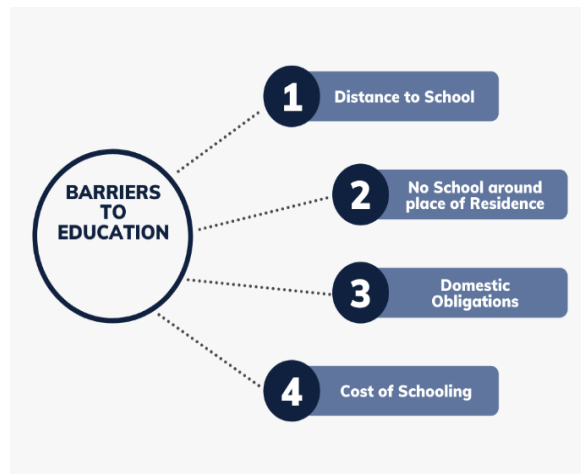 BARRIERS
TO
EDUCATION
1
Distance to School
2
No School around
place of Residence
3
Domestic
Obligations
4
Cost of Schooling